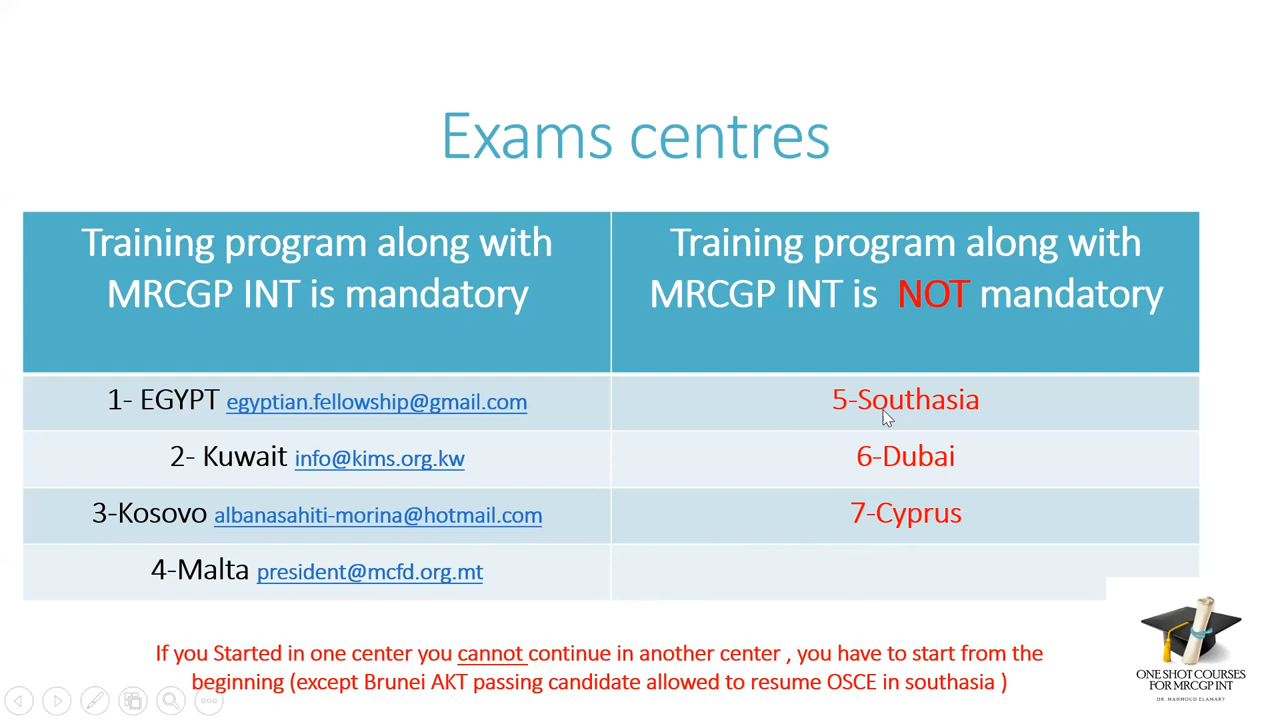 Exams centres
Training program along with
MRCGP INT is mandatory
Training program along with
MRCGP INT is NOT mandatory
1- EGYPT egyptian.fellowship@gmail.com
5-Southasia
2- Kuwait info@kims.org.kw
6-Dubai
3-Kosovo albanasahiti-morina@hotmail.com
7-Cyprus
4-Malta president@mcfd.org.mt
If you Started in one center you cannot continue in another center , you have to start from the
beginning (except Brunei AKT passing candidate allowed to resume OSCE in southasia )
ONE SHOT COURSES
FOR MRCGP INT
DR. MAHMOUD ELAMARY